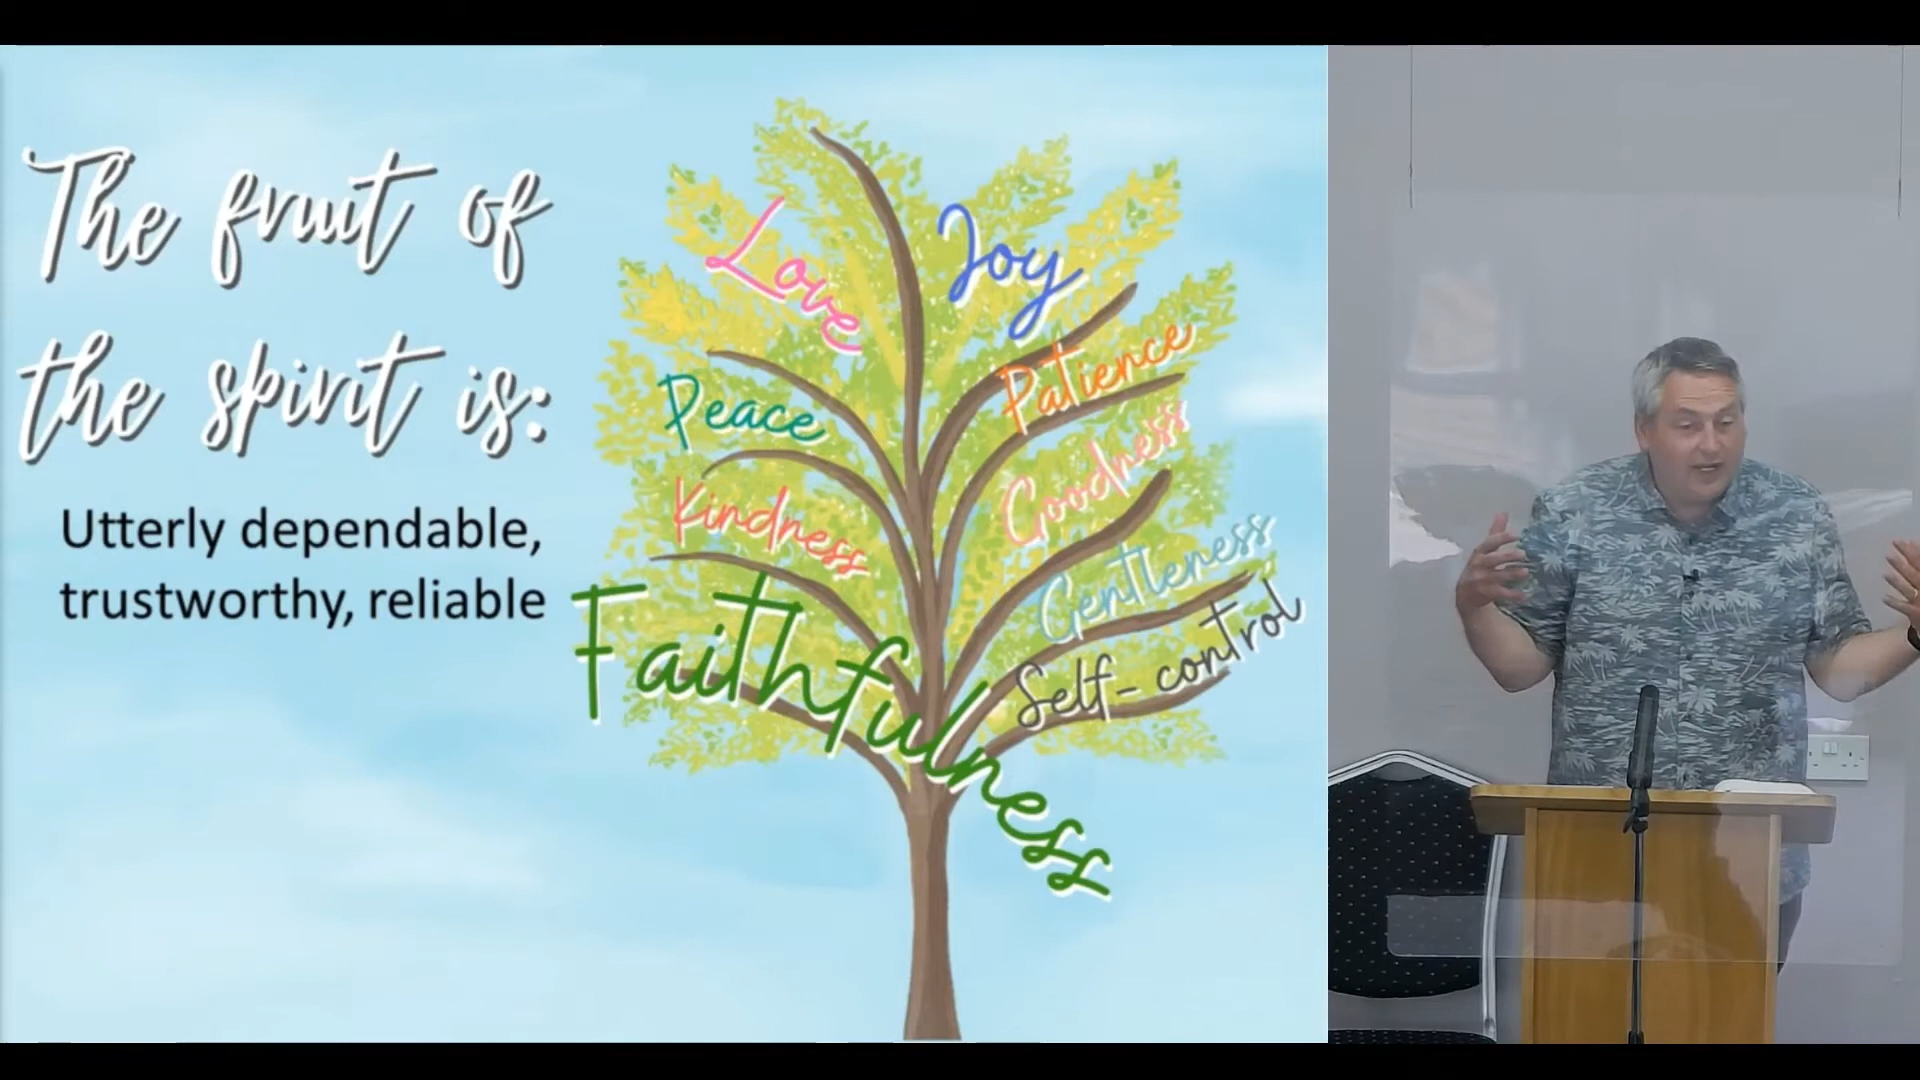 The fruit of
the spirit is:
Utterly dependable,
trustworthy, reliable
Love
Joy
Peace
Patience
Kindness
Goodness
Faithfulness
Gentleness
Self-control